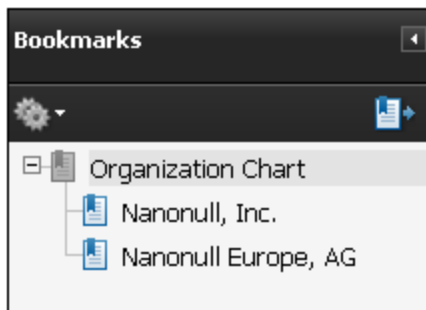 Bookmarks
Organization Chart
Nanonull, Inc.
Nanonull Europe, AG